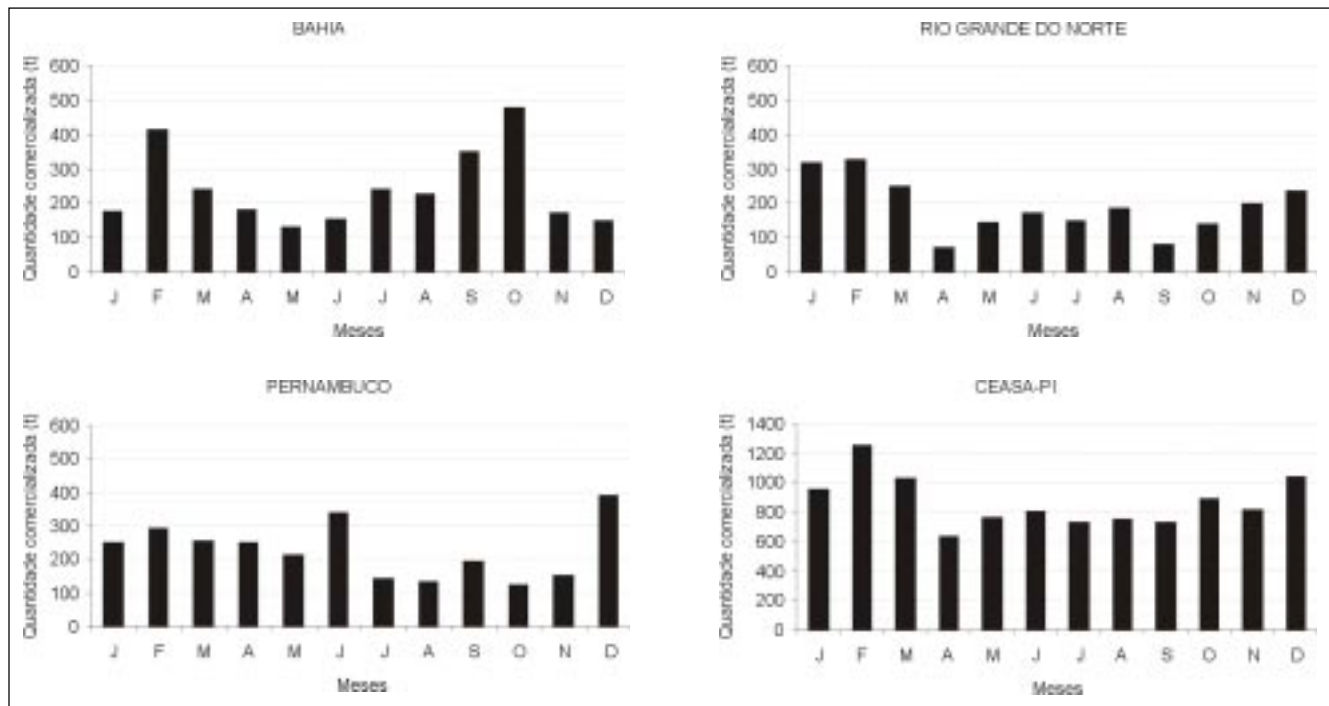 BAHIA
Quantidade comercializada (t)
600
500
400
300
200
100
0
J F M A M J J A S O N D
Meses
RIO GRANDE DO NORTE
Quantidade comercializada (t)
600
500
400
300
200
100
0
J F M A M J J A S O N D
Meses
PERNAMBUCO
Quantidade comercializada (t)
600
500
400
300
200
100
0
J F M A M J J A S O N D
Meses
CEASA-PI
Quantidade comercializada (t)
1400
1200
1000
800
600
400
200
0
J F M A M J J A S O N D
Meses